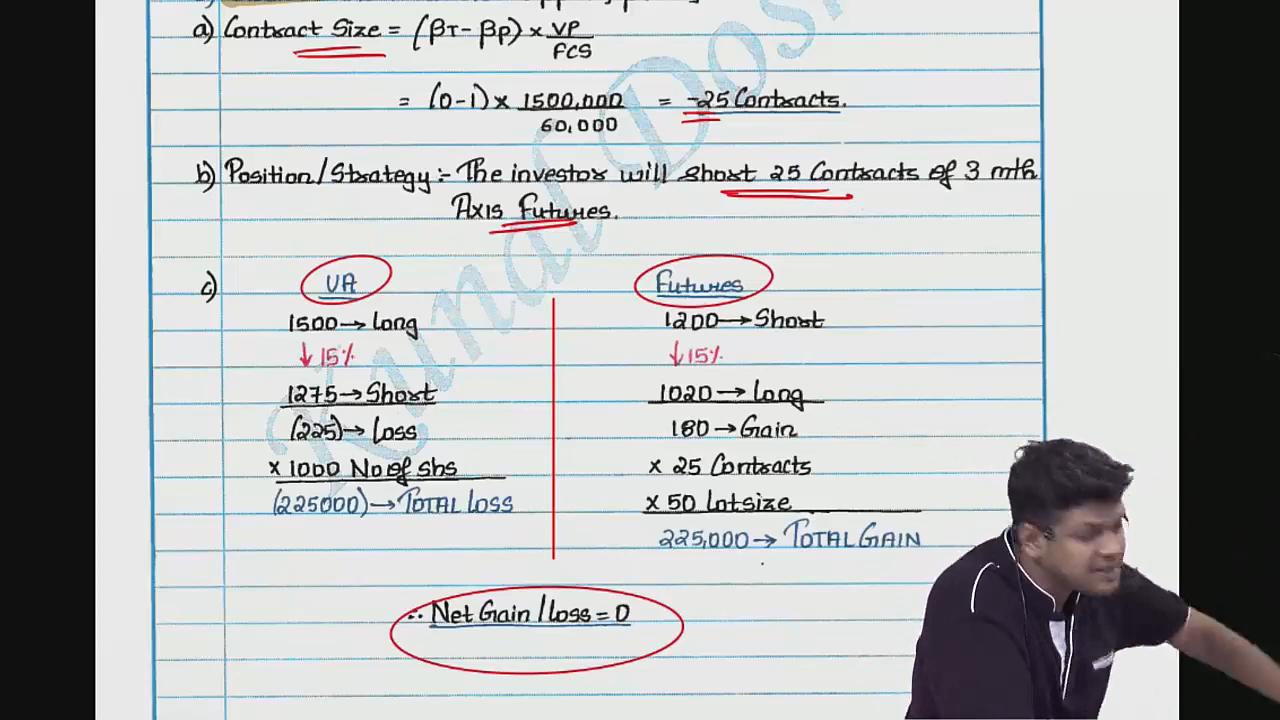 a) Contract Size = (βT - βP) × VP
FCS
= (0-1) × 1500,000 = -25 Contracts.
60,000
b) Position/Strategy :- The investor will short 25 Contracts of 3 mth
Axis Futures.
c)
UA
1500 → Long
↓ 15%
1275 → Short
(225) → Loss
× 1000 No of shs
(225000) → TOTAL LOSS
Futures
1200 → Short
↓ 15%
1020 → Long
180 → Gain
× 25 Contracts
× 50 Lotsize
225,000 → TOTAL GAIN
∴ Net Gain/loss = 0
Kunal Dosh